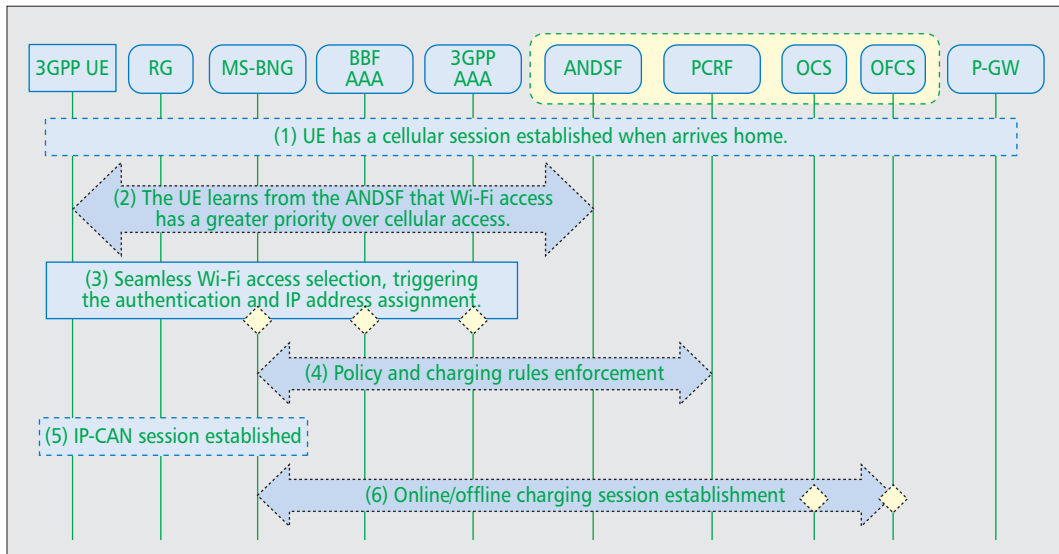 3GPP UE
RG
MS-BNG
BBF
AAA
3GPP
AAA
ANDSF
PCRF
OCS
OFCS
P-GW
(1) UE has a cellular session established when arrives home.
(2) The UE learns from the ANDSF that Wi-Fi access
has a greater priority over cellular access.
(3) Seamless Wi-Fi access selection, triggering
the authentication and IP address assignment.
(4) Policy and charging rules enforcement
(5) IP-CAN session established
(6) Online/offline charging session establishment